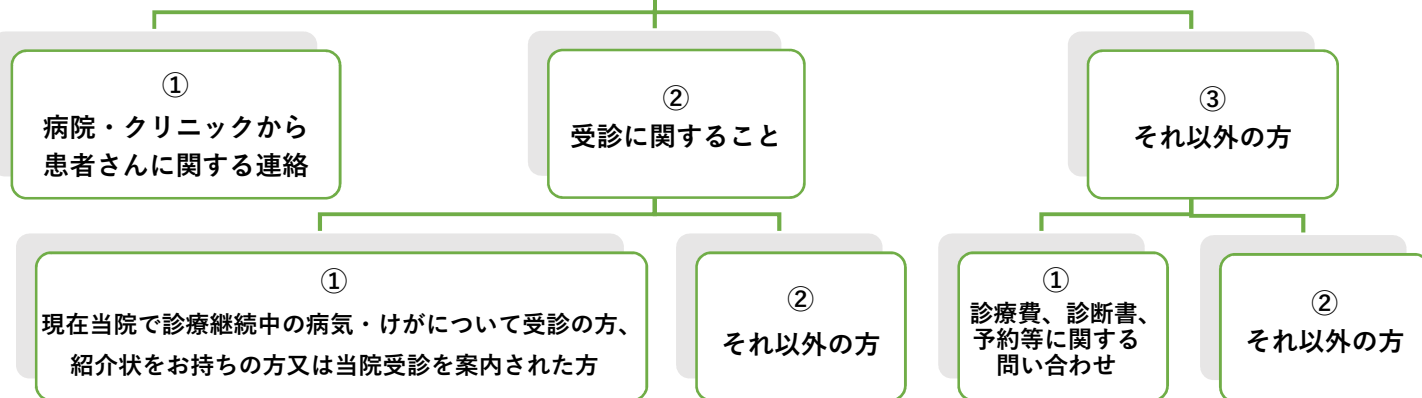 ①
病院・クリニックから
患者さんに関する連絡
②
受診に関すること
③
それ以外の方
①
現在当院で診療継続中の病気・けがについて受診の方、
紹介状をお持ちの方又は当院受診を案内された方
②
それ以外の方
①
診療費、診断書、
予約等に関する
問い合わせ
②
それ以外の方